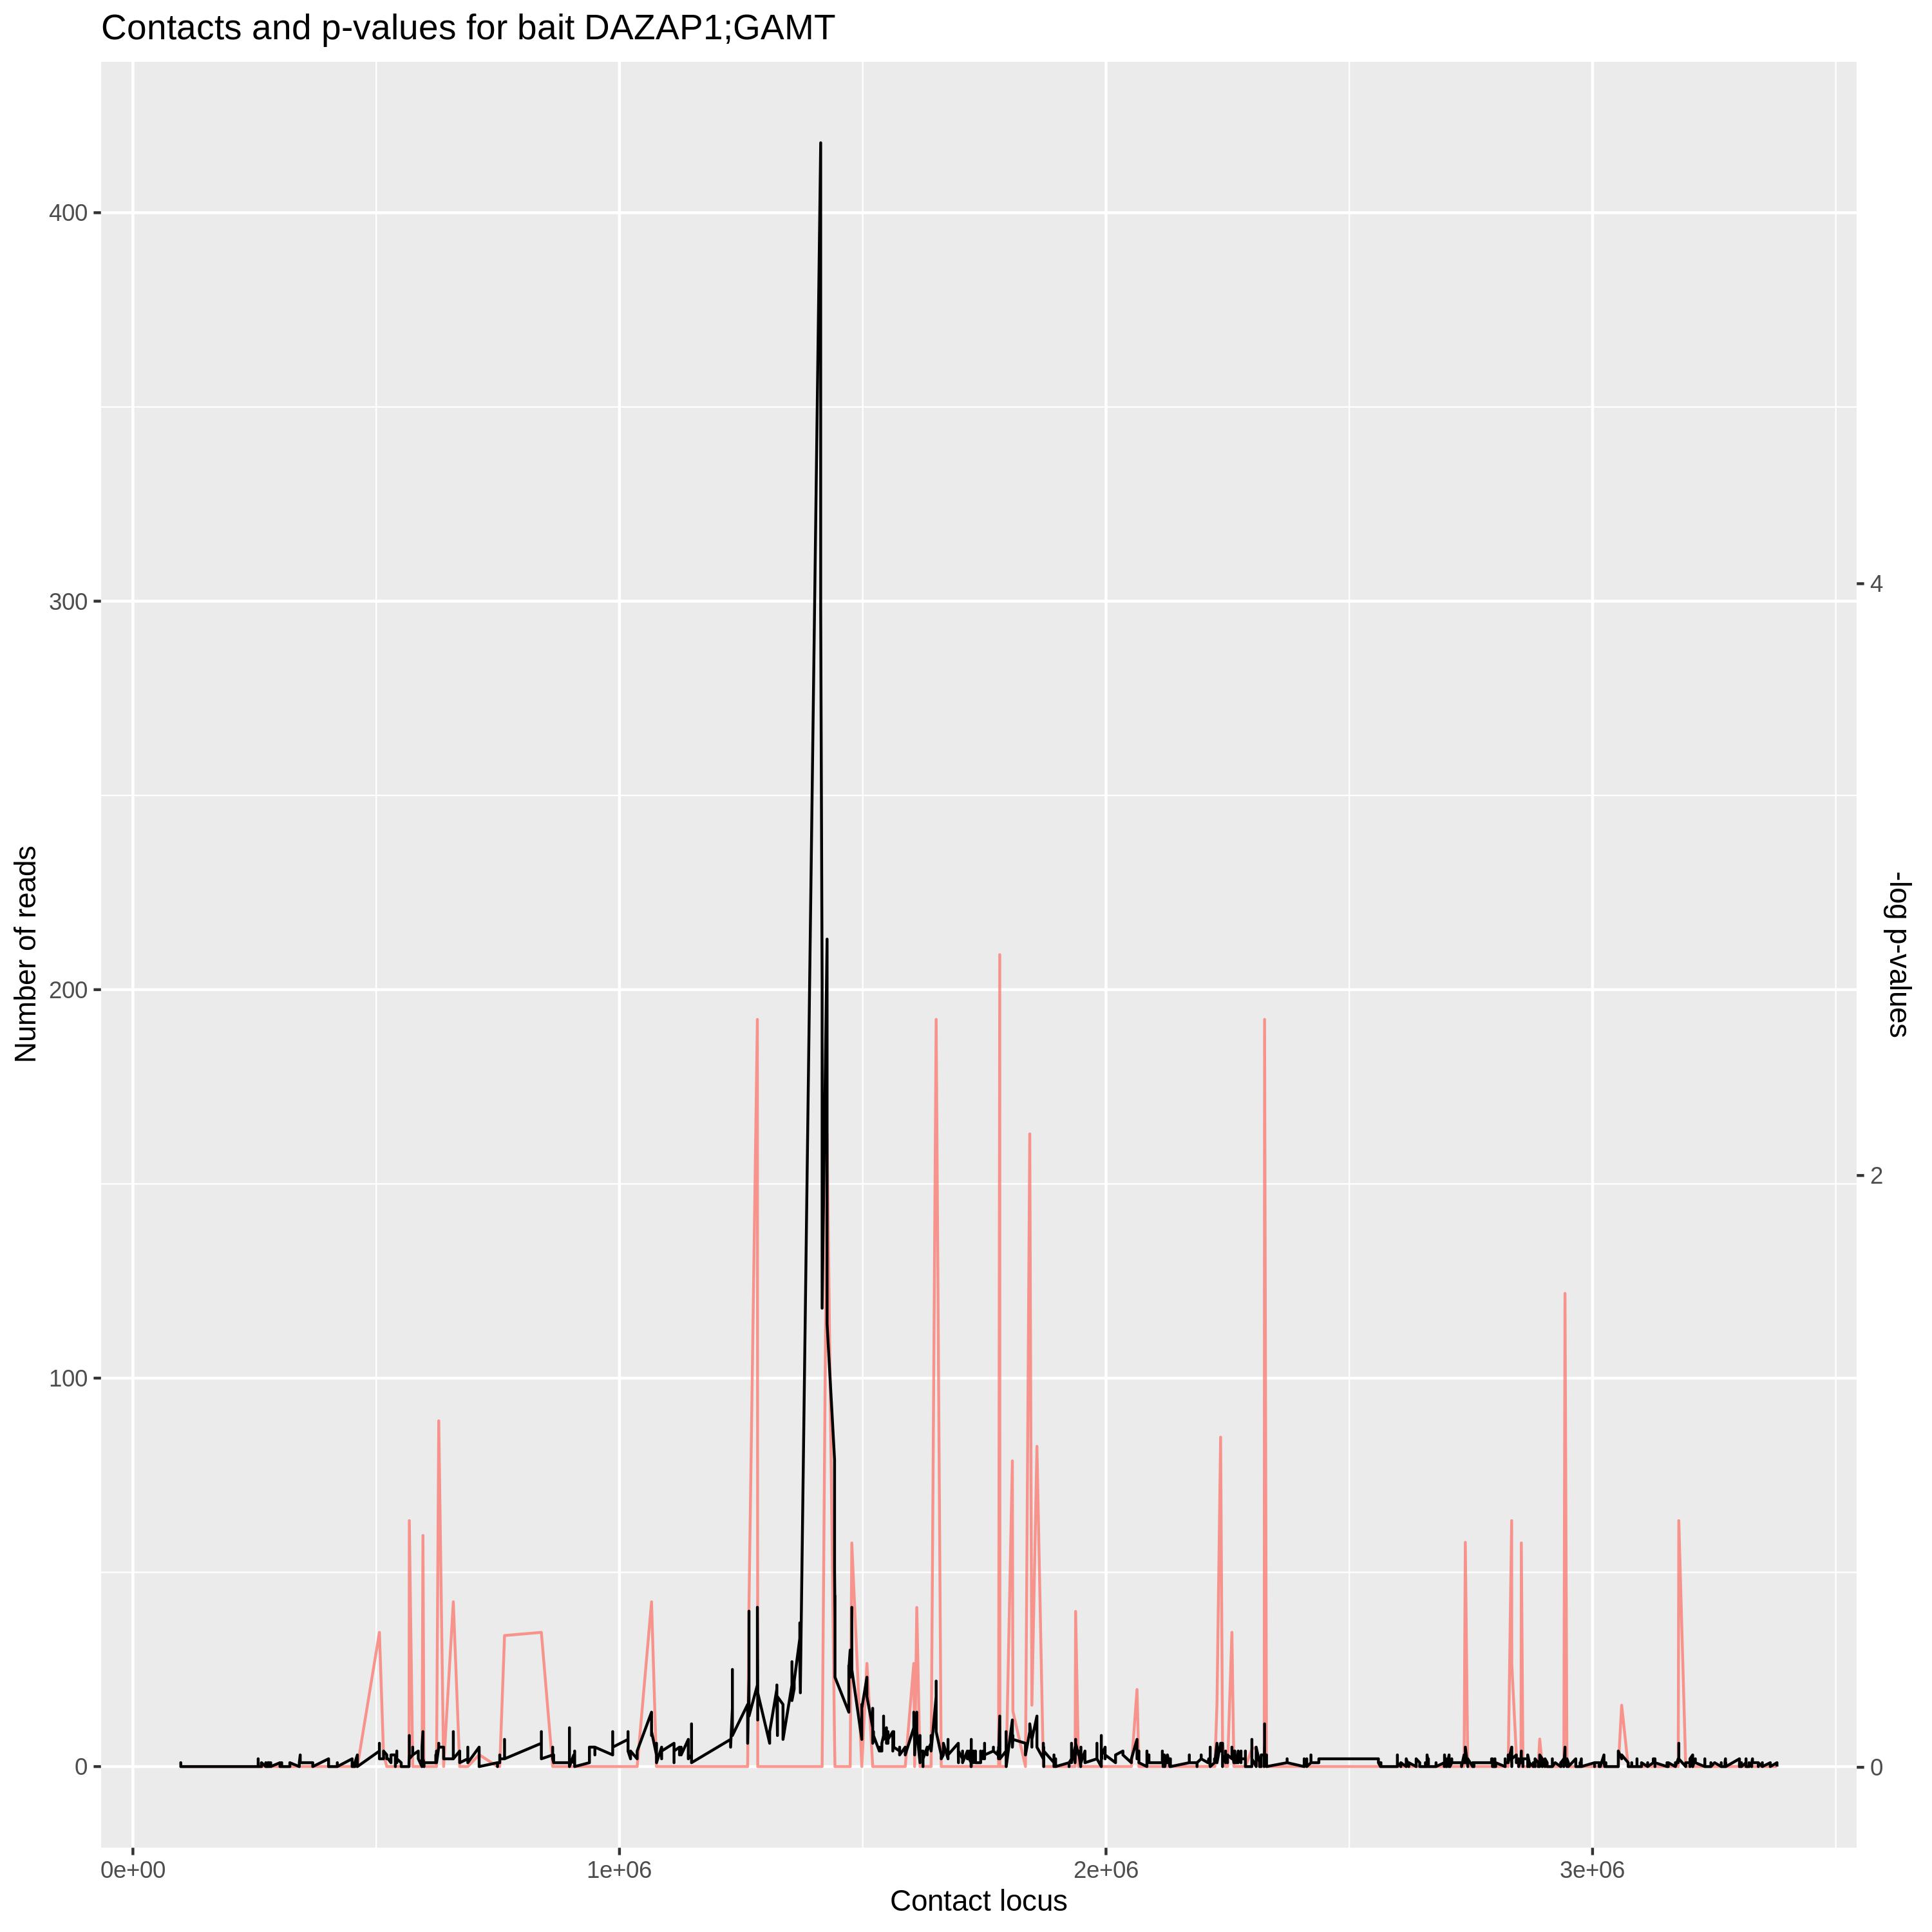 Contacts and p-values for bait DAZAP1;GAMT
400
300
200
100
0
Number of reads
4
2
0
-log p-values
0e+00
1e+06
2e+06
3e+06
Contact locus